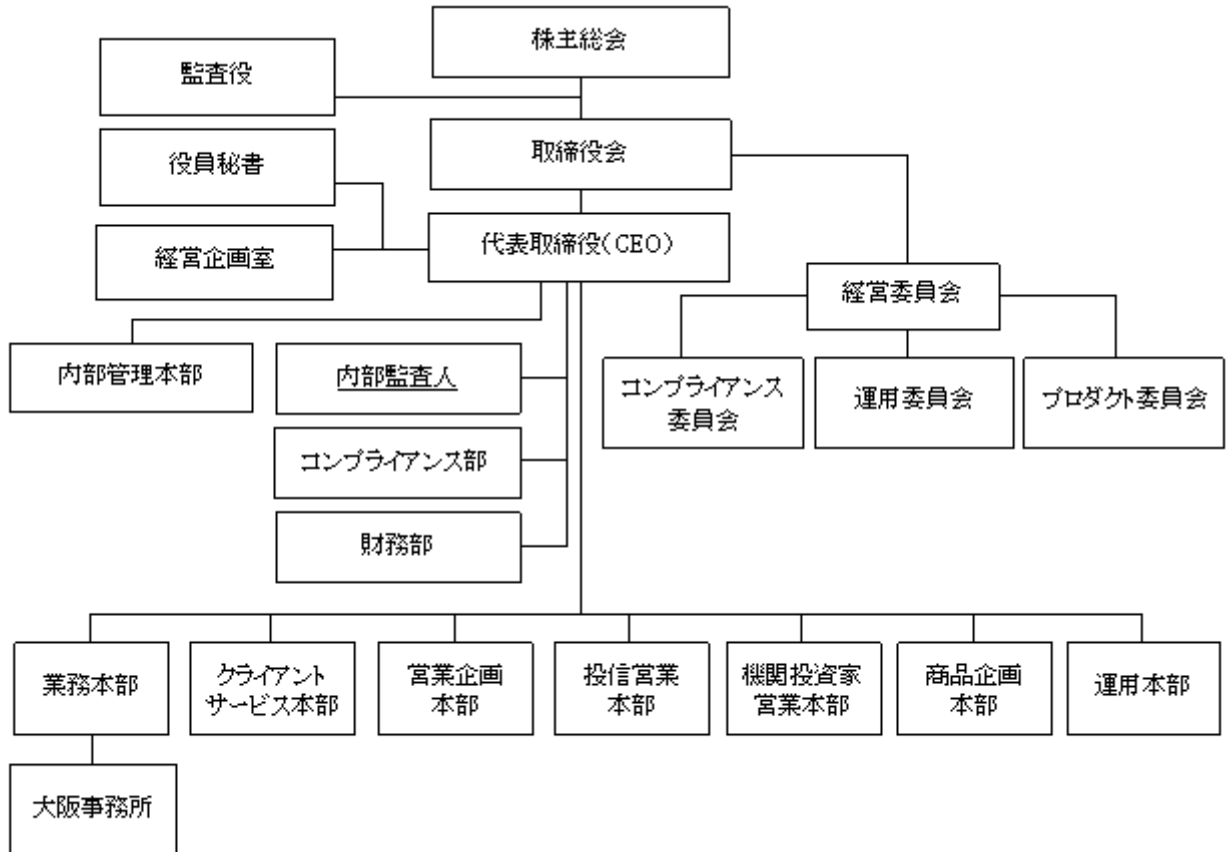 株主総会
監査役
取締役会
役員秘書
代表取締役(CEO)
経営企画室
経営委員会
内部管理本部
内部監査人
コンプライアンス
委員会
運用委員会
プロダクト委員会
コンプライアンス部
財務部
業務本部
クライアント
サービス本部
営業企画
本部
投信営業
本部
機関投資家
営業本部
商品企画
本部
運用本部
大阪事務所